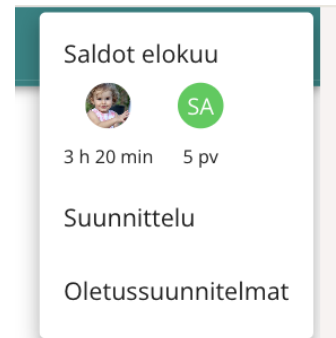 Saldot elokuu
SA
3 h 20 min 5 pv
Suunnittelu
Oletussuunnitelmat